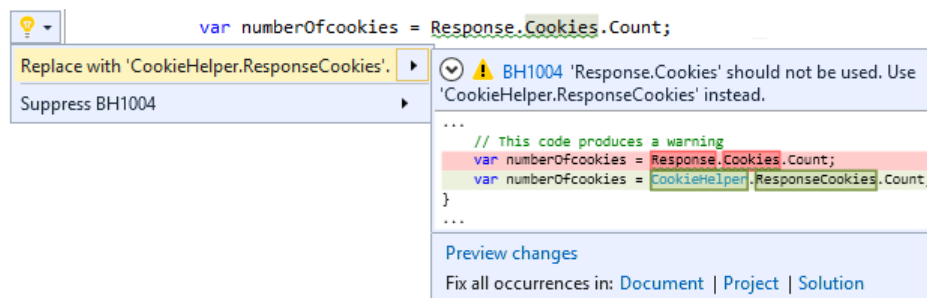 var numberOfcookies = Response.Cookies.Count;
Replace with 'CookieHelper.ResponseCookies'.
Suppress BH1004
BH1004 'Response.Cookies' should not be used. Use
'CookieHelper.ResponseCookies' instead.
...
// This code produces a warning
var numberOfcookies = Response.Cookies.Count;
var numberOfcookies = CookieHelper.ResponseCookies.Count;
}
...
Preview changes
Fix all occurrences in: Document | Project | Solution